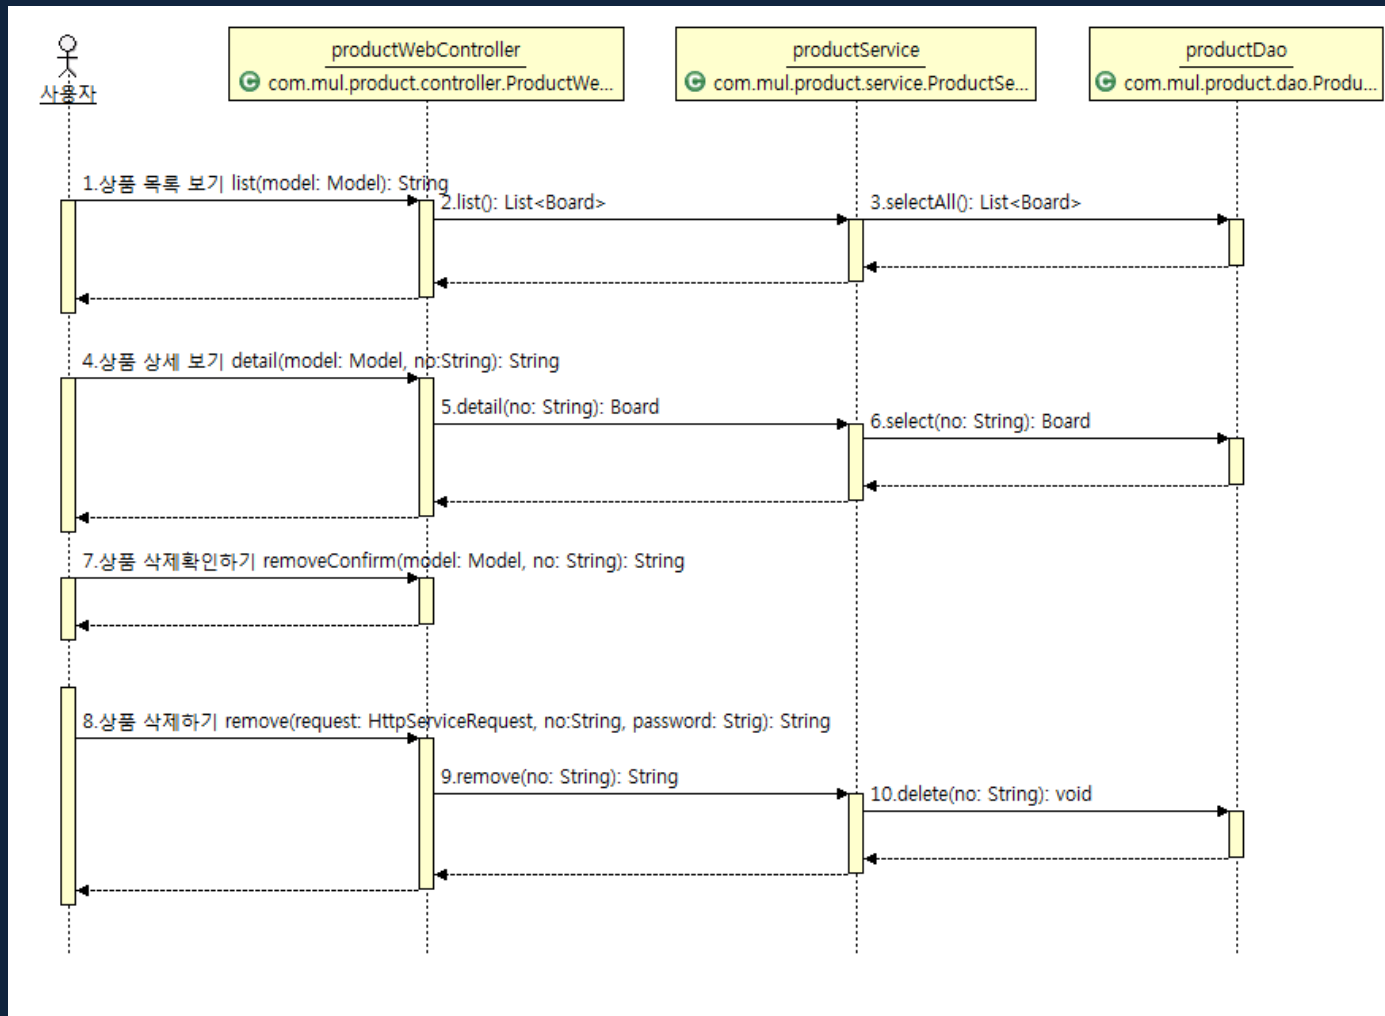 사용자
productWebController
com.mul.product.controller.ProductWe...
productService
com.mul.product.service.ProductSe...
productDao
com.mul.product.dao.Produ...
1.상품 목록 보기 list(model: Model): String
2.list(): List<Board>
3.selectAll(): List<Board>
4.상품 상세 보기 detail(model: Model, no:String): String
5.detail(no: String): Board
6.select(no: String): Board
7.상품 삭제확인하기 removeConfirm(model: Model, no: String): String
8.상품 삭제하기 remove(request: HttpServiceRequest, no:String, password: Strig): String
9.remove(no: String): String
10.delete(no: String): void